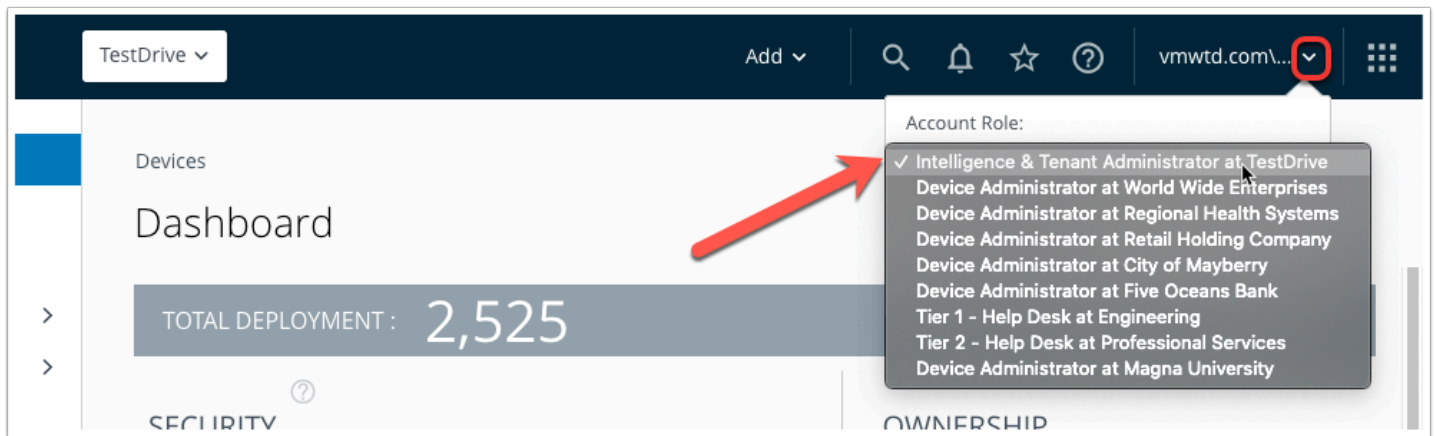 TestDrive
Add
vmwtd.com\...
Account Role:
Devices
✓ Intelligence & Tenant Administrator at TestDrive
Device Administrator at World Wide Enterprises
Dashboard
Device Administrator at Regional Health Systems
Device Administrator at Retail Holding Company
Device Administrator at City of Mayberry
Device Administrator at Five Oceans Bank
TOTAL DEPLOYMENT : 2,525
Tier 1 - Help Desk at Engineering
Tier 2 - Help Desk at Professional Services
Device Administrator at Magna University
SECURITY
OWNERSHIP